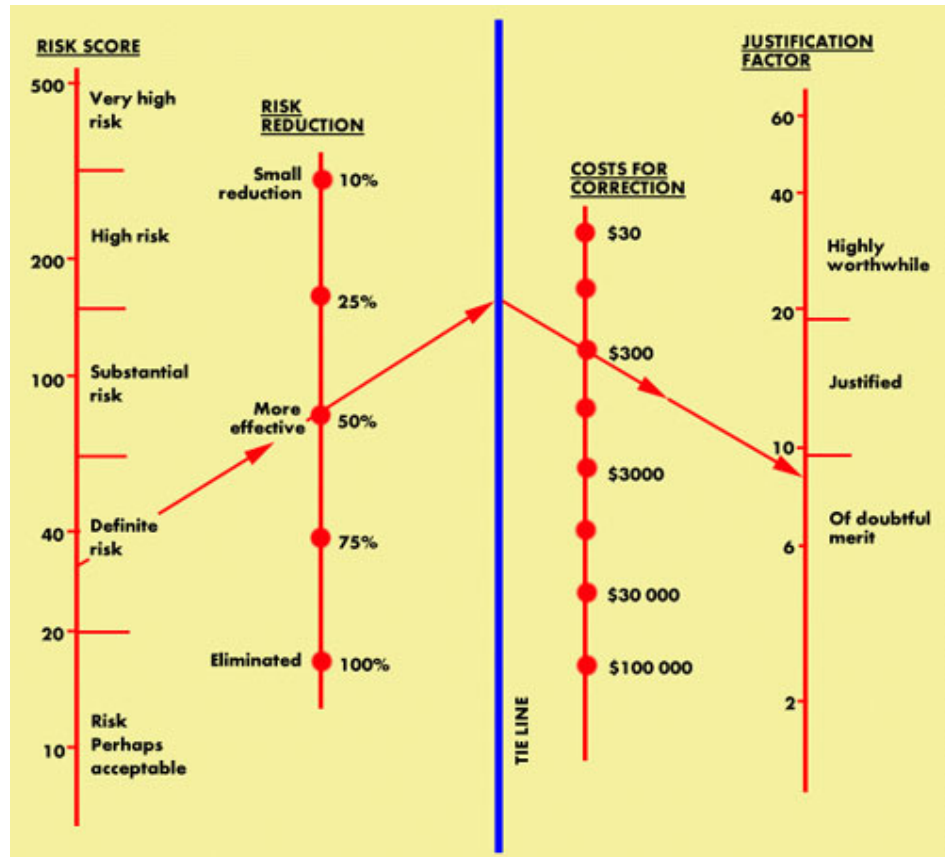 RISK SCORE
500
Very high
risk
High risk
200
100
Substantial
risk
40
Definite
risk
20
10
Risk
Perhaps
acceptable
RISK
REDUCTION
Small
reduction
10%
25%
More
effective
50%
75%
Eliminated
100%
TIE LINE
COSTS FOR
CORRECTION
$30
$300
$3000
$30 000
$100 000
JUSTIFICATION
FACTOR
60
40
Highly
worthwhile
20
Justified
10
Of doubtful
merit
6
2